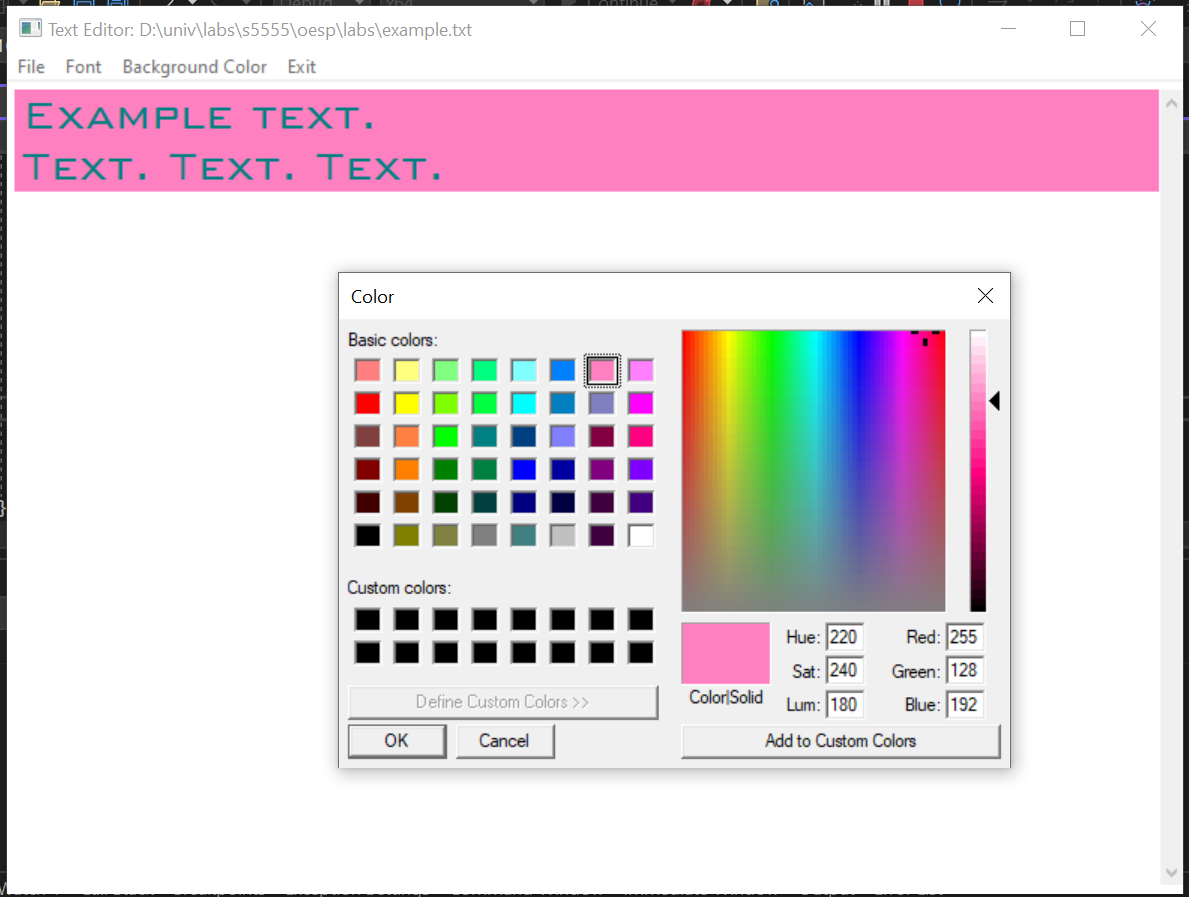 Text Editor: D:\univ\labs\s5555\oesp\labs\example.txt
File Font Background Color Exit
Example text.
Text. Text. Text.
Color
Basic colors:
Custom colors:
Define Custom Colors >>
OK Cancel
Color|Solid
Hue: 220 Red: 255
Sat: 240 Green: 128
Lum: 180 Blue: 192
Add to Custom Colors